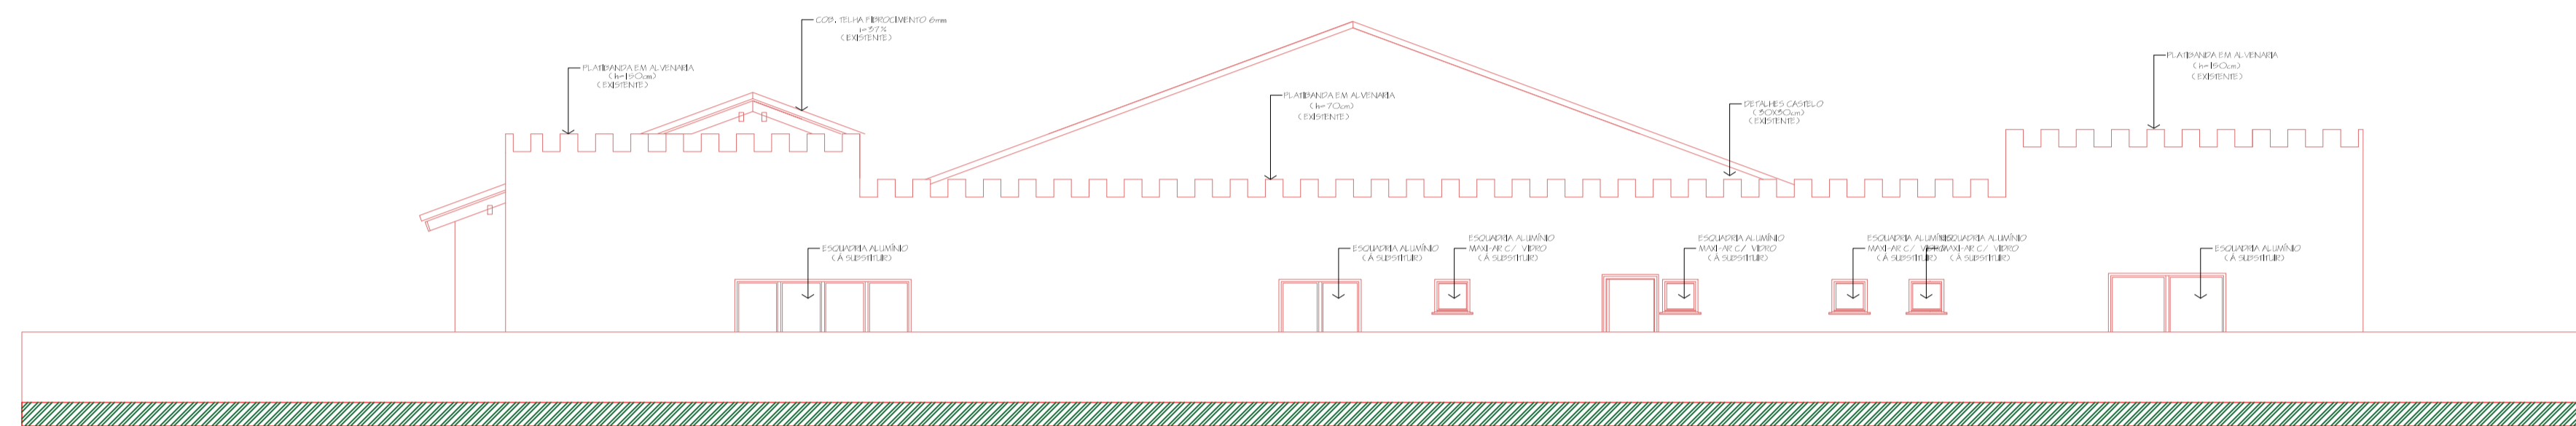 COB. TELHA FIBROCIMENTO 6mm
i=37%
(EXISTENTE)
PLATIBANDA EM ALVENARIA
(h=150cm)
(EXISTENTE)
PLATIBANDA EM ALVENARIA
(h=70cm)
(EXISTENTE)
DETALHES CASTELO
(30X30cm)
(EXISTENTE)
PLATIBANDA EM ALVENARIA
(h=150cm)
(EXISTENTE)
ESQUADRIA ALUMÍNIO
(À SUBSTITUIR)
ESQUADRIA ALUMÍNIO
(À SUBSTITUIR)
ESQUADRIA ALUMÍNIO
MAXI-AR C/ VIDRO
(À SUBSTITUIR)
ESQUADRIA ALUMÍNIO
MAXI-AR C/ VIDRO
(À SUBSTITUIR)
ESQUADRIA ALUMÍNIO
MAXI-AR C/ VIDRO
(À SUBSTITUIR)
ESQUADRIA ALUMÍNIO
MAXI-AR C/ VIDRO
(À SUBSTITUIR)
ESQUADRIA ALUMÍNIO
(À SUBSTITUIR)